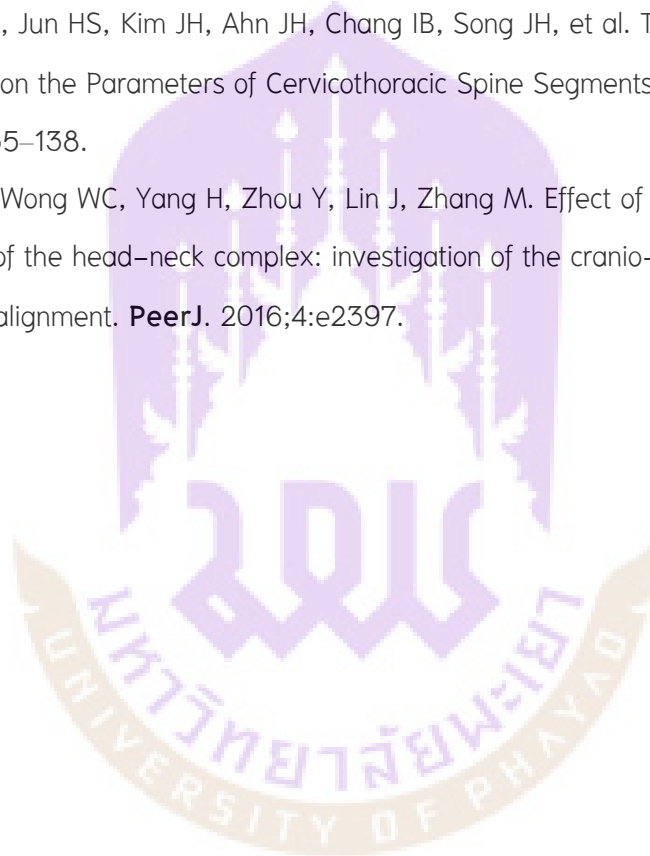 , Jun HS, Kim JH, Ahn JH, Chang IB, Song JH, et al. T
on the Parameters of Cervicothoracic Spine Segments
5–138.
Wong WC, Yang H, Zhou Y, Lin J, Zhang M. Effect of
of the head–neck complex: investigation of the cranio-
alignment. PeerJ. 2016;4:e2397.
มพย
มหาวิทยาลัยพะเยา
UNIVERSITY OF PHAYAO